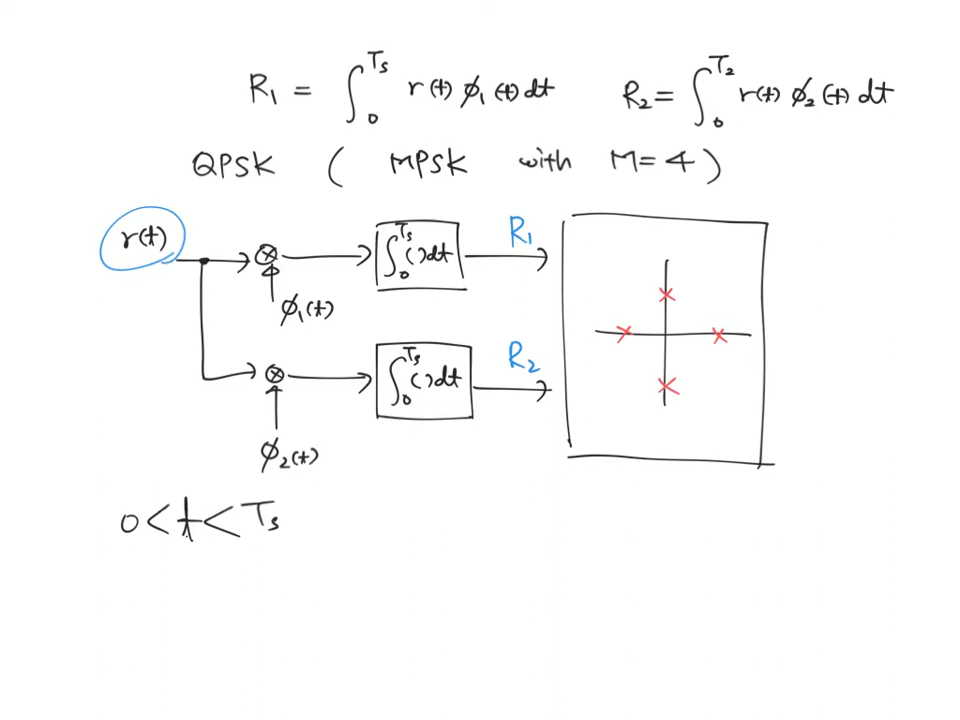 R₁ = ∫₀^Ts r(t) ϕ₁(t) dt R₂ = ∫₀^T₂ r(t) ϕ₂(t) dt
QPSK ( MPSK with M=4 )
r(t) ⊗ ∫₀^Ts ( )dt R₁
ϕ₁(t)
⊗ ∫₀^Ts ( )dt R₂
ϕ₂(t)
0 < t < Ts